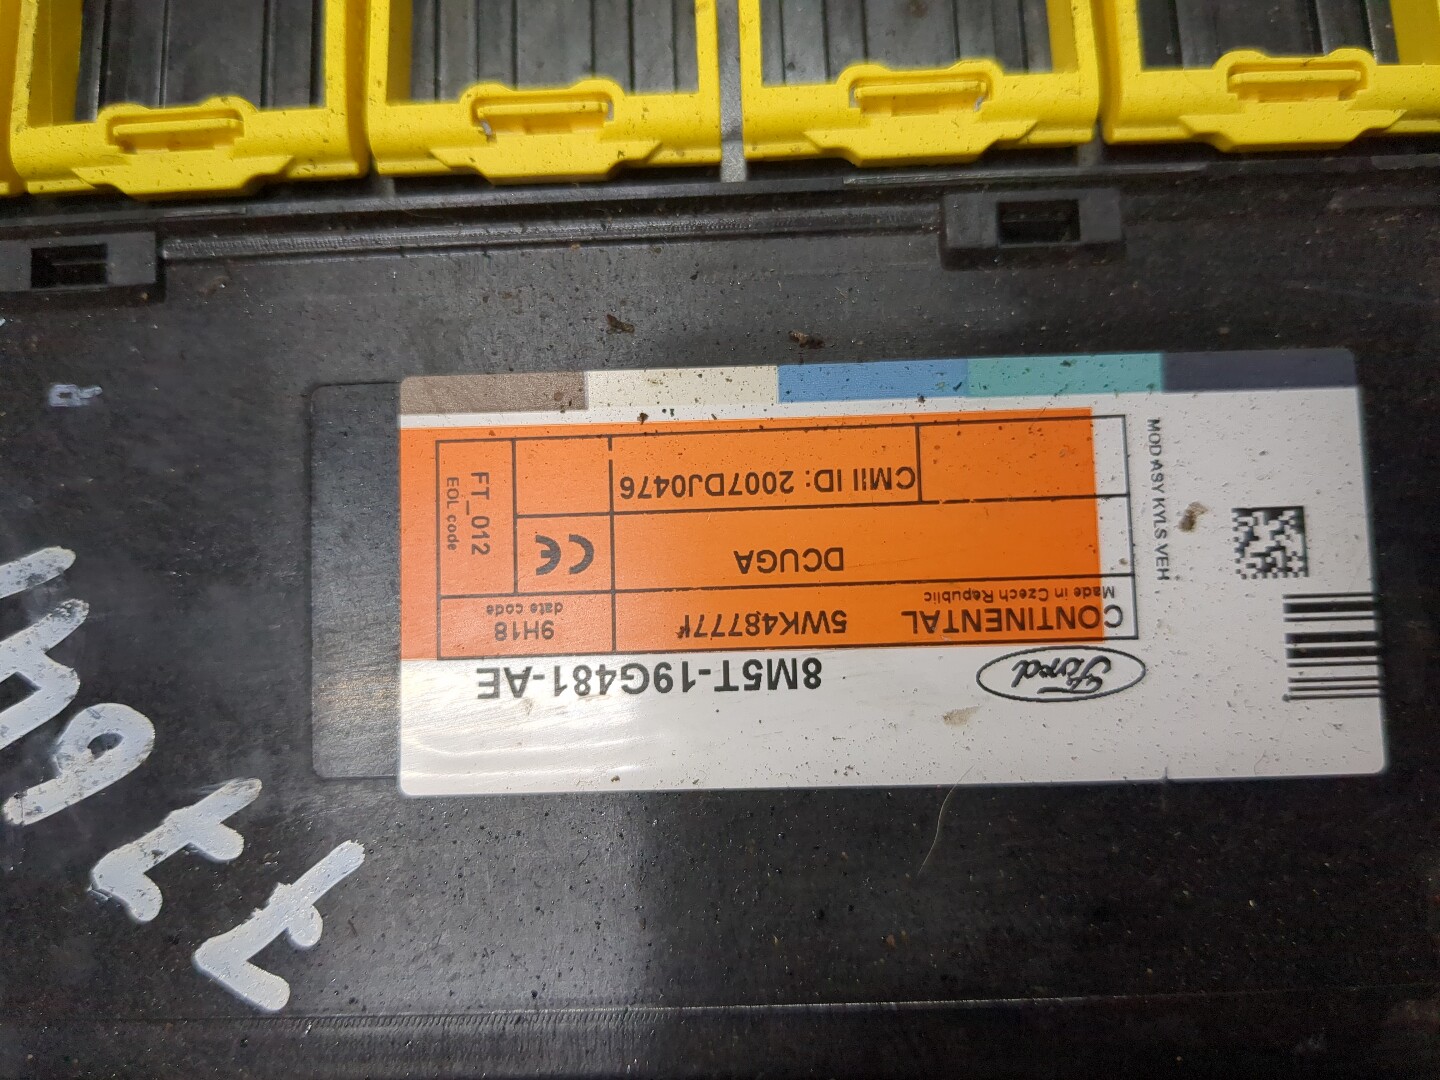 Ford
8M5T-19G481-AE
CONTINENTAL
Made in Czech Republic
5WK48777F
9H18
date code
DCUGA
CE
FT_012
EOL code
CMII ID: 2007DJ0476
MOD ASY KYLS VEH